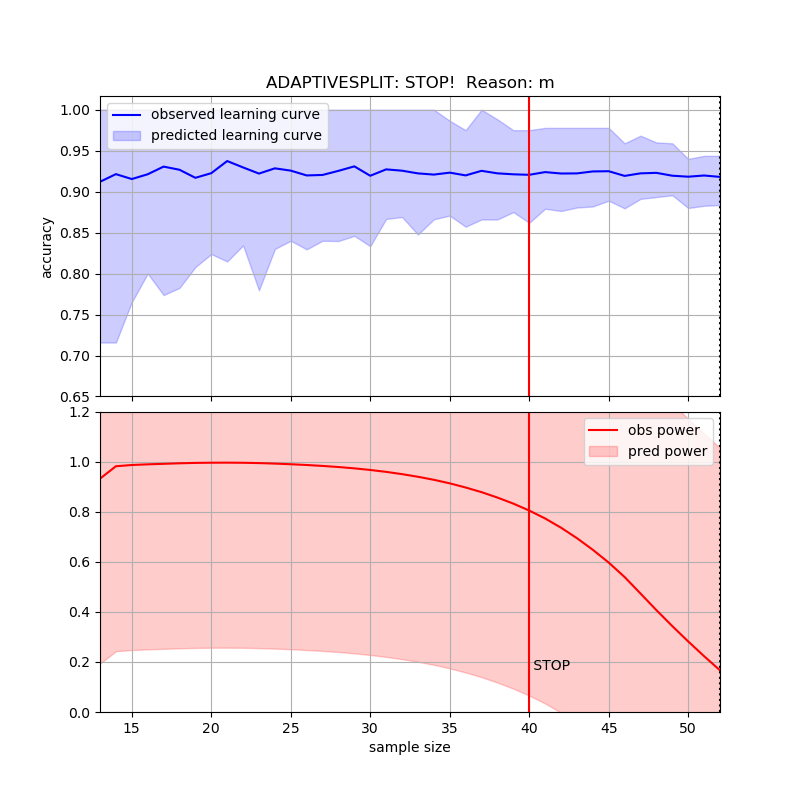 ADAPTIVESPLIT: STOP!  Reason: m
observed learning curve
predicted learning curve
accuracy
1.00
0.95
0.90
0.85
0.80
0.75
0.70
0.65
obs power
pred power
1.2
1.0
0.8
0.6
0.4
0.2
0.0
STOP
15 20 25 30 35 40 45 50
sample size